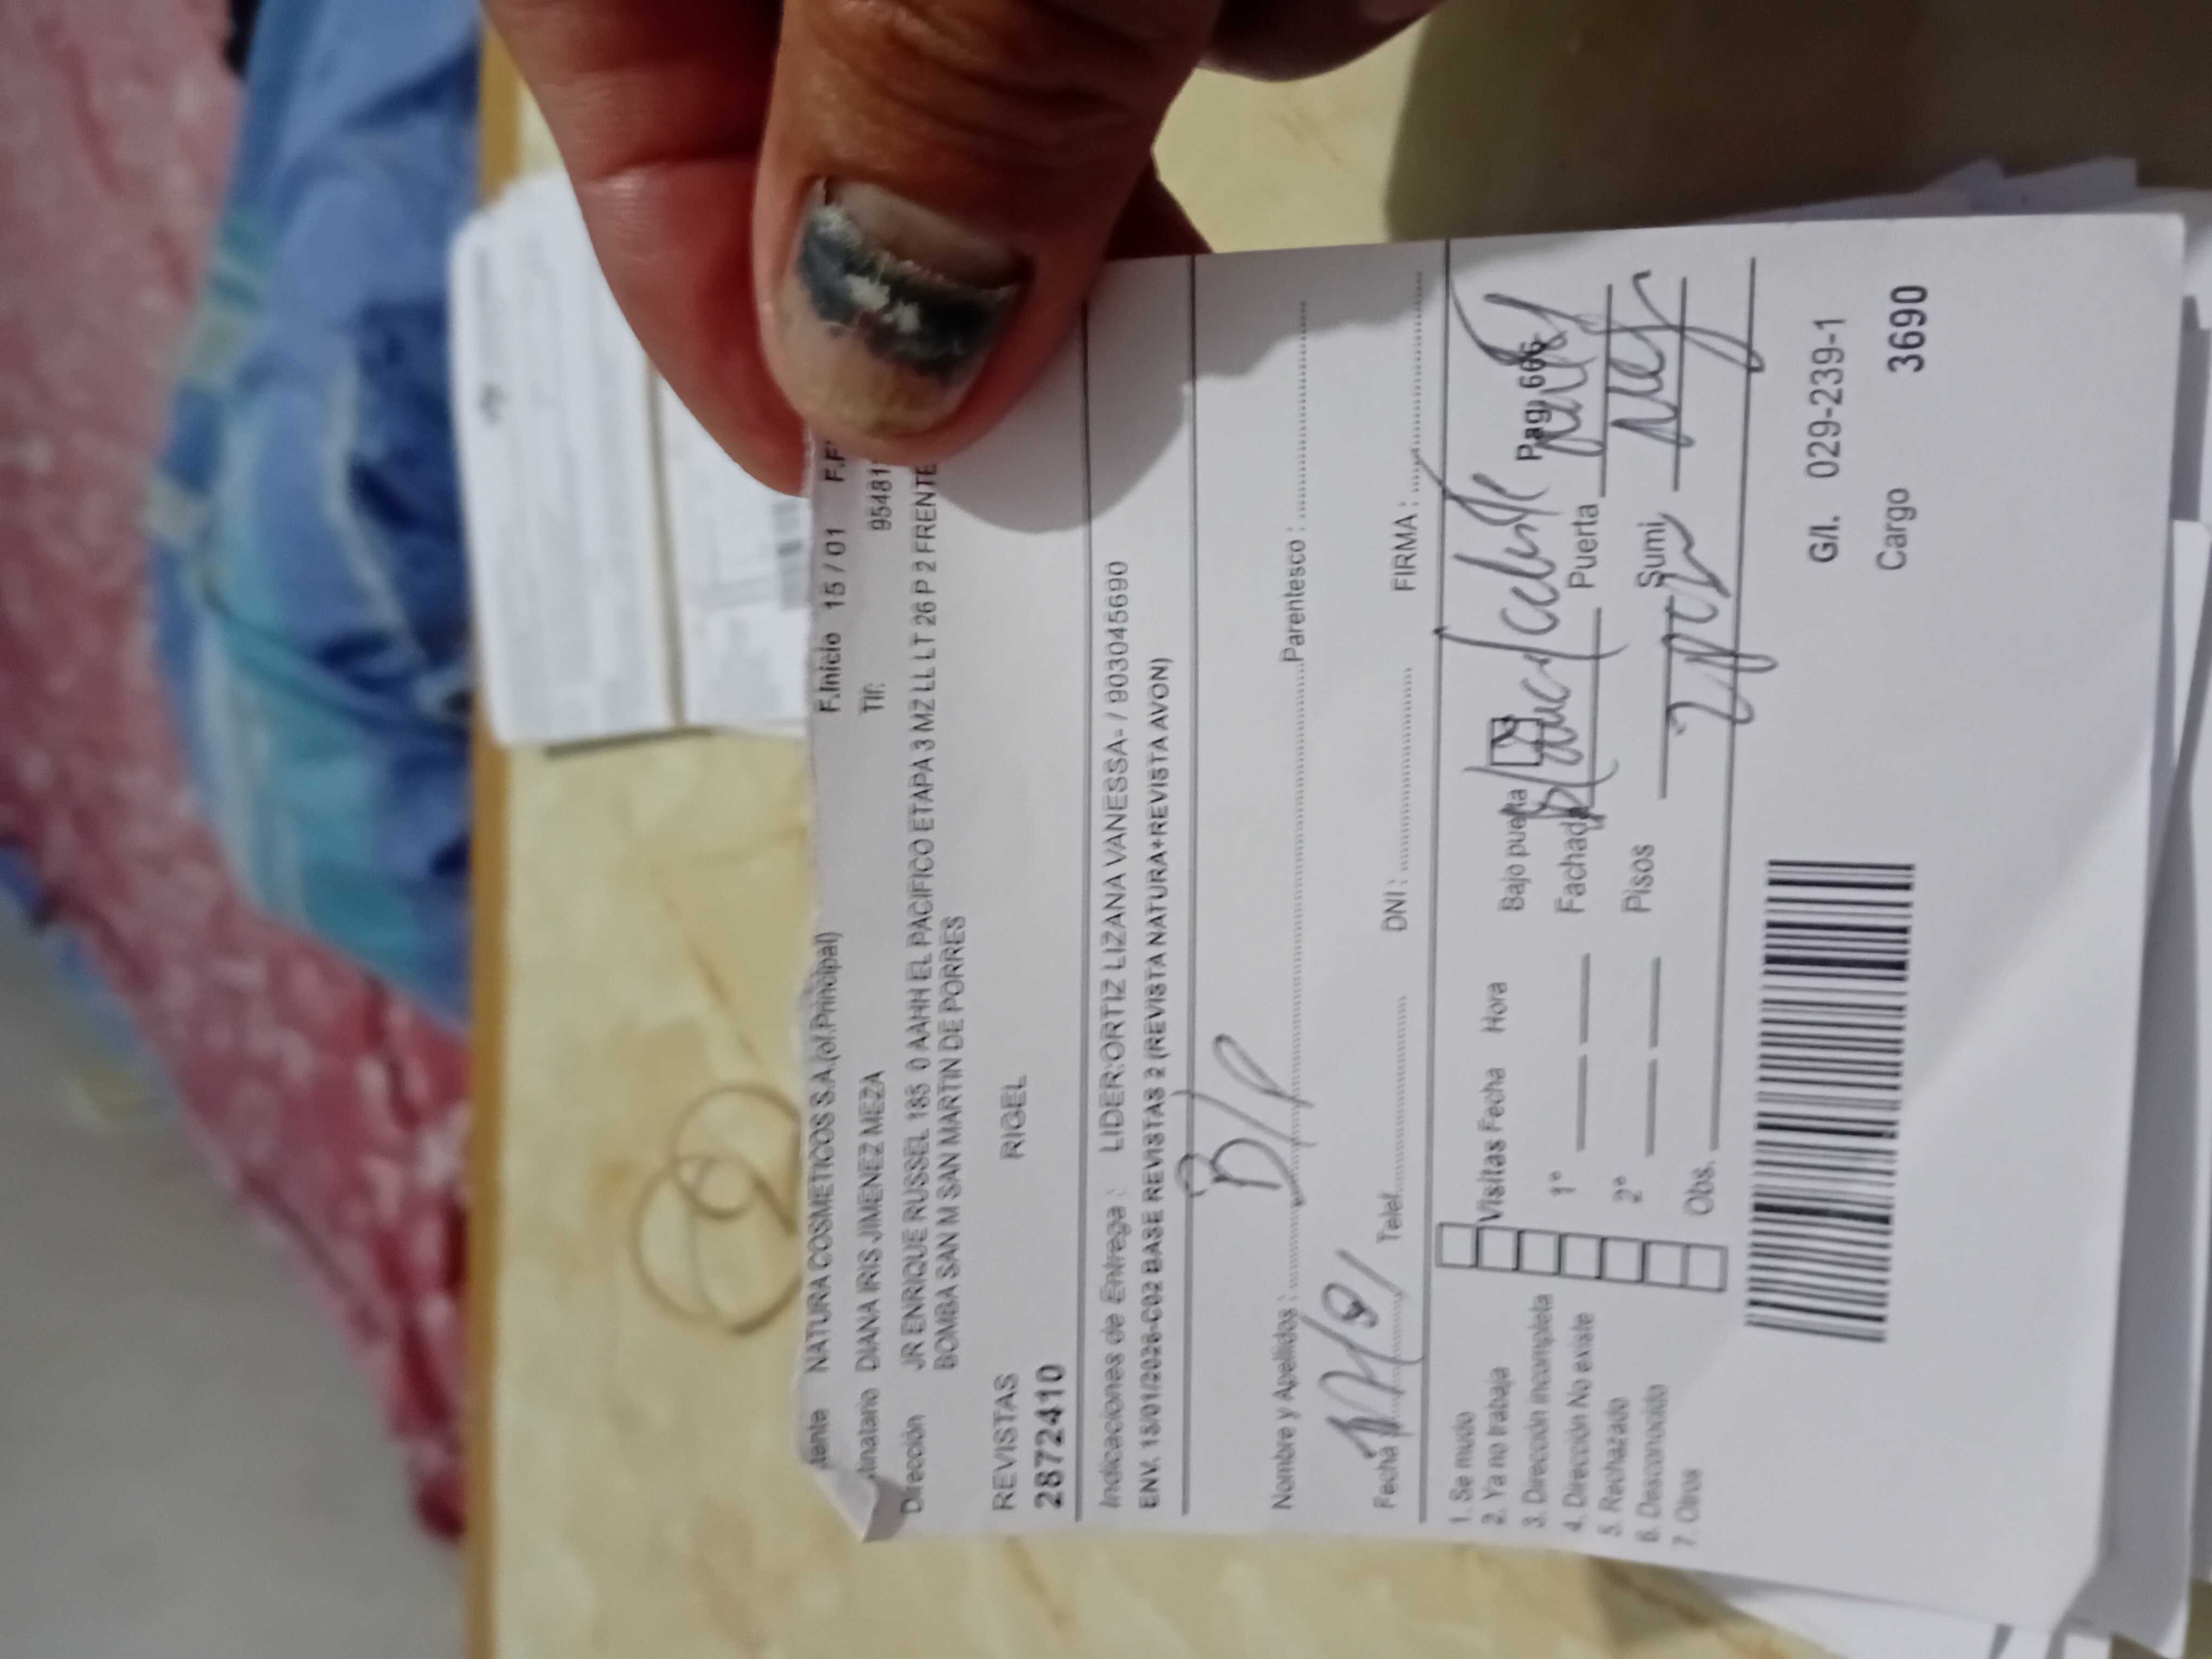 NATURA COSMETICOS S.A.(of.Principal) F.Inicio 15 / 01
DIANA IRIS JIMENEZ MEZA Tlf:
Dirección JR ENRIQUE RUSSEL 185 0 AAHH EL PACIFICO ETAPA 3 MZ LL LT 26 P 2 FRENTE
BOMBA SAN M SAN MARTIN DE PORRES
REVISTAS RIGEL
2872410
Indicaciones de Entrega : LIDER:ORTIZ LIZANA VANESSA- / 903045690
ENV. 15/01/2026-C02 BASE REVISTAS 2 (REVISTA NATURA+REVISTA AVON)
B/P
Nombre y Apellidos : Parentesco :
Fecha Telef. DNI : FIRMA :
1. Se mudo
2. Ya no trabaja
3. Dirección incompleta
4. Dirección No existe
5. Rechazado
6. Desconocido
7. Otros
Visitas Fecha Hora Bajo puerta Pag. 666
1º Fachada Puerta
2º Pisos Sumi
Obs.
G/I. 029-239-1
Cargo 3690